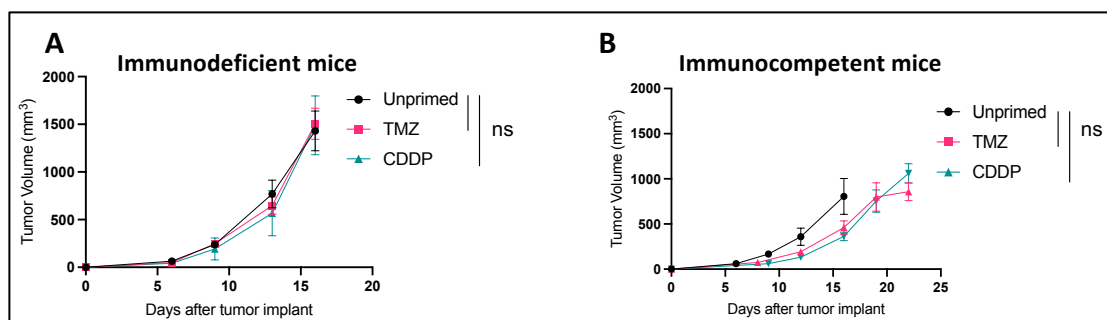 A
Immunodeficient mice
2000
1500
1000
500
0
Tumor Volume (mm³)
0 5 10 15 20
Days after tumor implant
Unprimed
TMZ
CDDP
ns
B
Immunocompetent mice
2000
1500
1000
500
0
Tumor Volume (mm³)
0 5 10 15 20 25
Days after tumor implant
Unprimed
TMZ
CDDP
ns